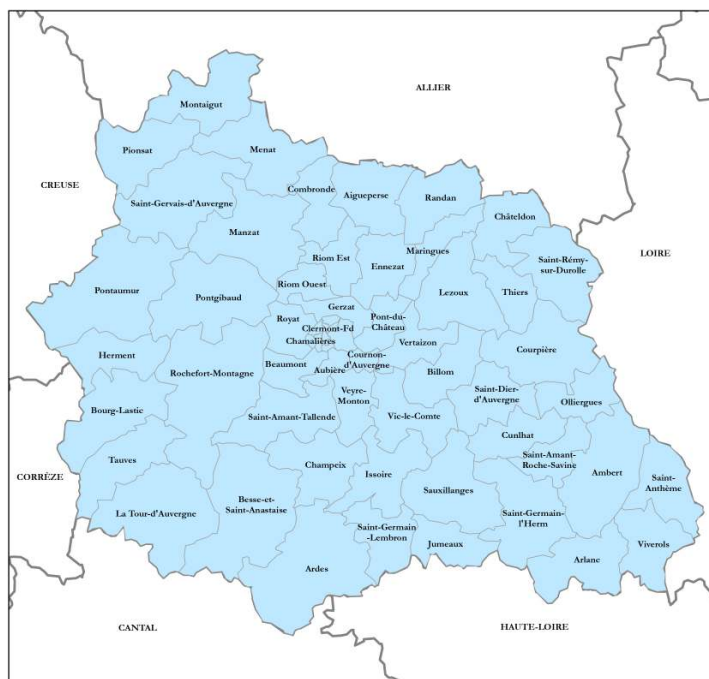 ALLIER
Montaigut
Pionsat
Menat
CREUSE
Combronde
Aigueperse
Randan
Saint-Gervais-d'Auvergne
Châteldon
Manzat
Maringues
LOIRE
Riom Est
Ennezat
Saint-Rémy-
sur-Durolle
Riom Ouest
Pontaumur
Pontgibaud
Lezoux
Thiers
Gerzat
Royat
Pont-du-
Château
Clermont-Fd
Chamalières
Vertaizon
Courpière
Herment
Rochefort-Montagne
Beaumont
Aubière
Cournon-
d'Auvergne
Billom
Saint-Dier-
d'Auvergne
Veyre-
Monton
Olliergues
Bourg-Lastic
Saint-Amant-Tallende
Vic-le-Comte
Cunlhat
Tauves
Champeix
Issoire
Saint-Amant-
Roche-Savine
Ambert
Saint-
Anthème
CORRÈZE
Sauxillanges
La Tour-d'Auvergne
Besse-et-
Saint-Anastaise
Saint-Germain-
l'Herm
Saint-Germain
-Lembron
Jumeaux
Viverols
Ardes
Arlanc
CANTAL
HAUTE-LOIRE